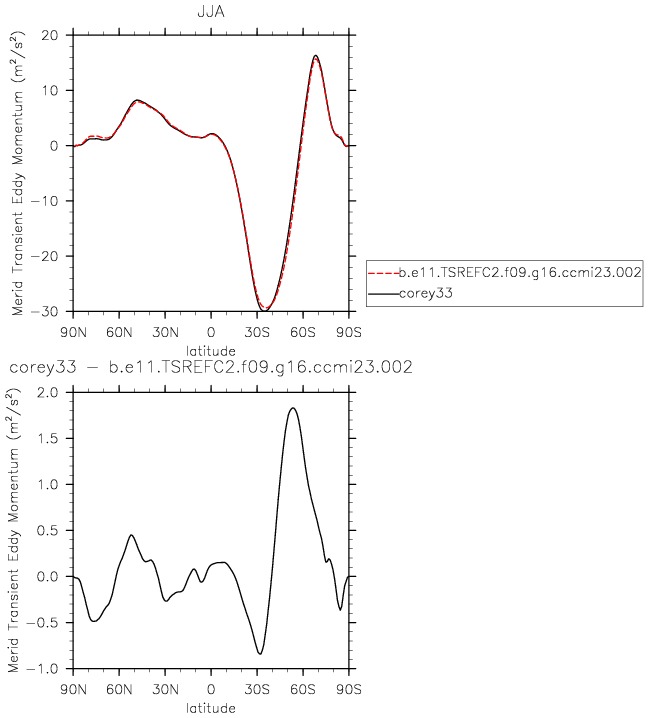 JJA
Merid Transient Eddy Momentum (m²/s²)
20
10
0
−10
−20
−30
90N 60N 30N 0 30S 60S 90S
latitude
b.e11.TSREFC2.f09.g16.ccmi23.002
corey33
corey33 − b.e11.TSREFC2.f09.g16.ccmi23.002
Merid Transient Eddy Momentum (m²/s²)
2.0
1.5
1.0
0.5
0.0
−0.5
−1.0
90N 60N 30N 0 30S 60S 90S
latitude